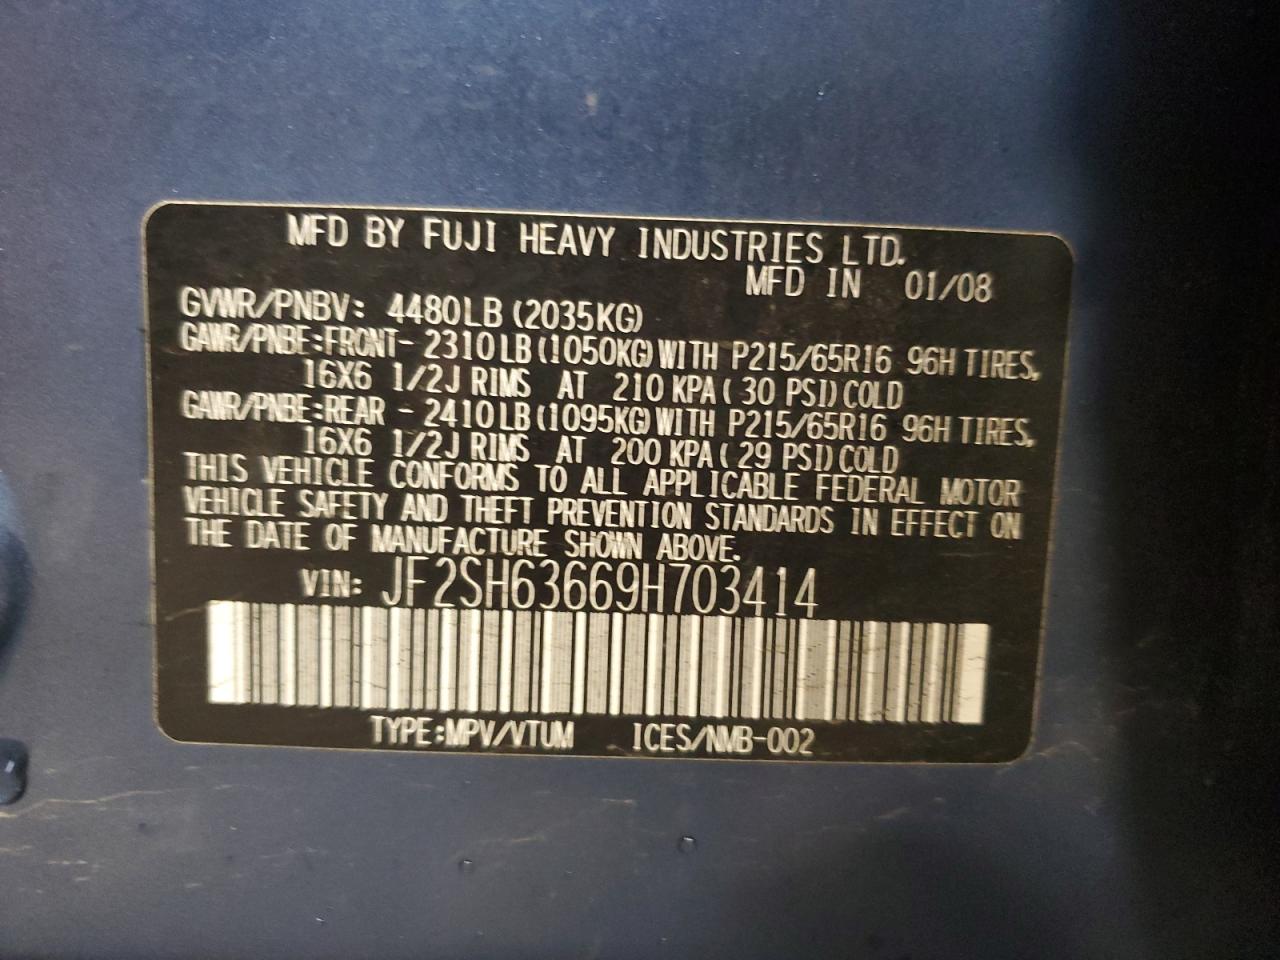 MFD BY FUJI HEAVY INDUSTRIES LTD.
MFD IN 01/08
GVWR/PNBV: 4480LB (2035KG)
GAWR/PNBE:FRONT- 2310LB(1050KG)WITH P215/65R16 96H TIRES,
16X6 1/2J RIMS AT 210 KPA( 30 PSI)COLD
GAWR/PNBE:REAR - 2410LB(1095KG)WITH P215/65R16 96H TIRES,
16X6 1/2J RIMS AT 200 KPA( 29 PSI)COLD
THIS VEHICLE CONFORMS TO ALL APPLICABLE FEDERAL MOTOR
VEHICLE SAFETY AND THEFT PREVENTION STANDARDS IN EFFECT ON
THE DATE OF MANUFACTURE SHOWN ABOVE.
VIN: JF2SH63669H703414
TYPE:MPV/VTUM ICES/NMB-002